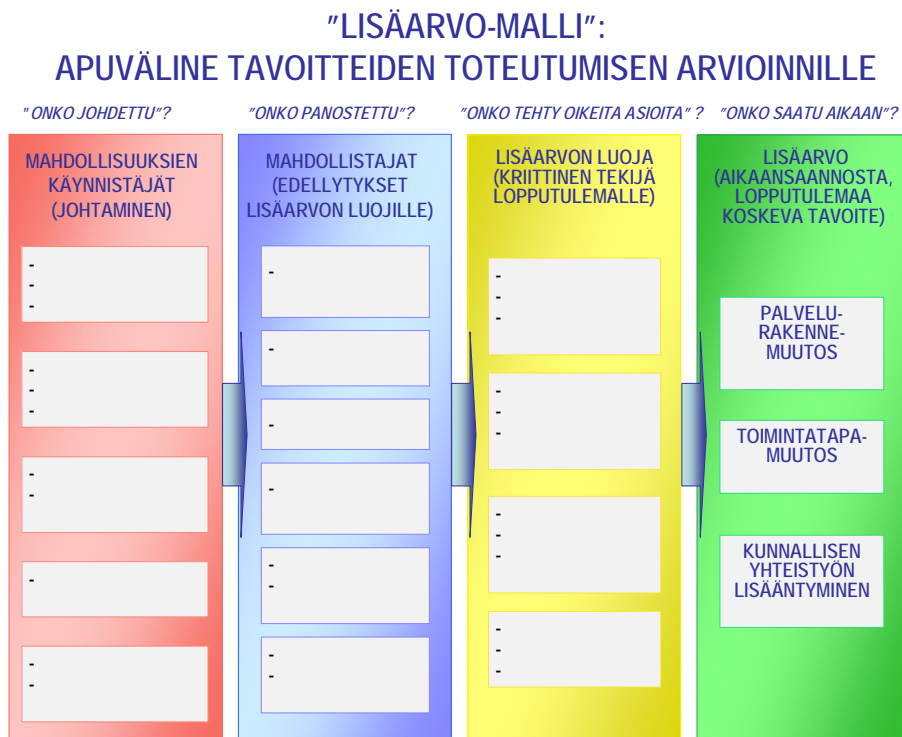 "LISÄARVO-MALLI":
APUVÄLINE TAVOITTEIDEN TOTEUTUMISEN ARVIOINNILLE
" ONKO JOHDETTU"?
"ONKO PANOSTETTU"?
"ONKO TEHTY OIKEITA ASIOITA" ?
"ONKO SAATU AIKAAN"?
MAHDOLLISUUKSIEN
KÄYNNISTÄJÄT
(JOHTAMINEN)
-
-
-
-
-
-
-
-
-
-
-
MAHDOLLISTAJAT
(EDELLYTYKSET
LISÄARVON LUOJILLE)
-
-
-
-
-
-
-
-
LISÄARVON LUOJA
(KRIITTINEN TEKIJÄ
LOPPUTULEMALLE)
-
-
-
-
-
-
-
-
-
-
-
-
LISÄARVO
(AIKAANSAANNOSTA,
LOPPUTULEMAA
KOSKEVA TAVOITE)
PALVELU-
RAKENNE-
MUUTOS
TOIMINTATAPA-
MUUTOS
KUNNALLISEN
YHTEISTYÖN
LISÄÄNTYMINEN